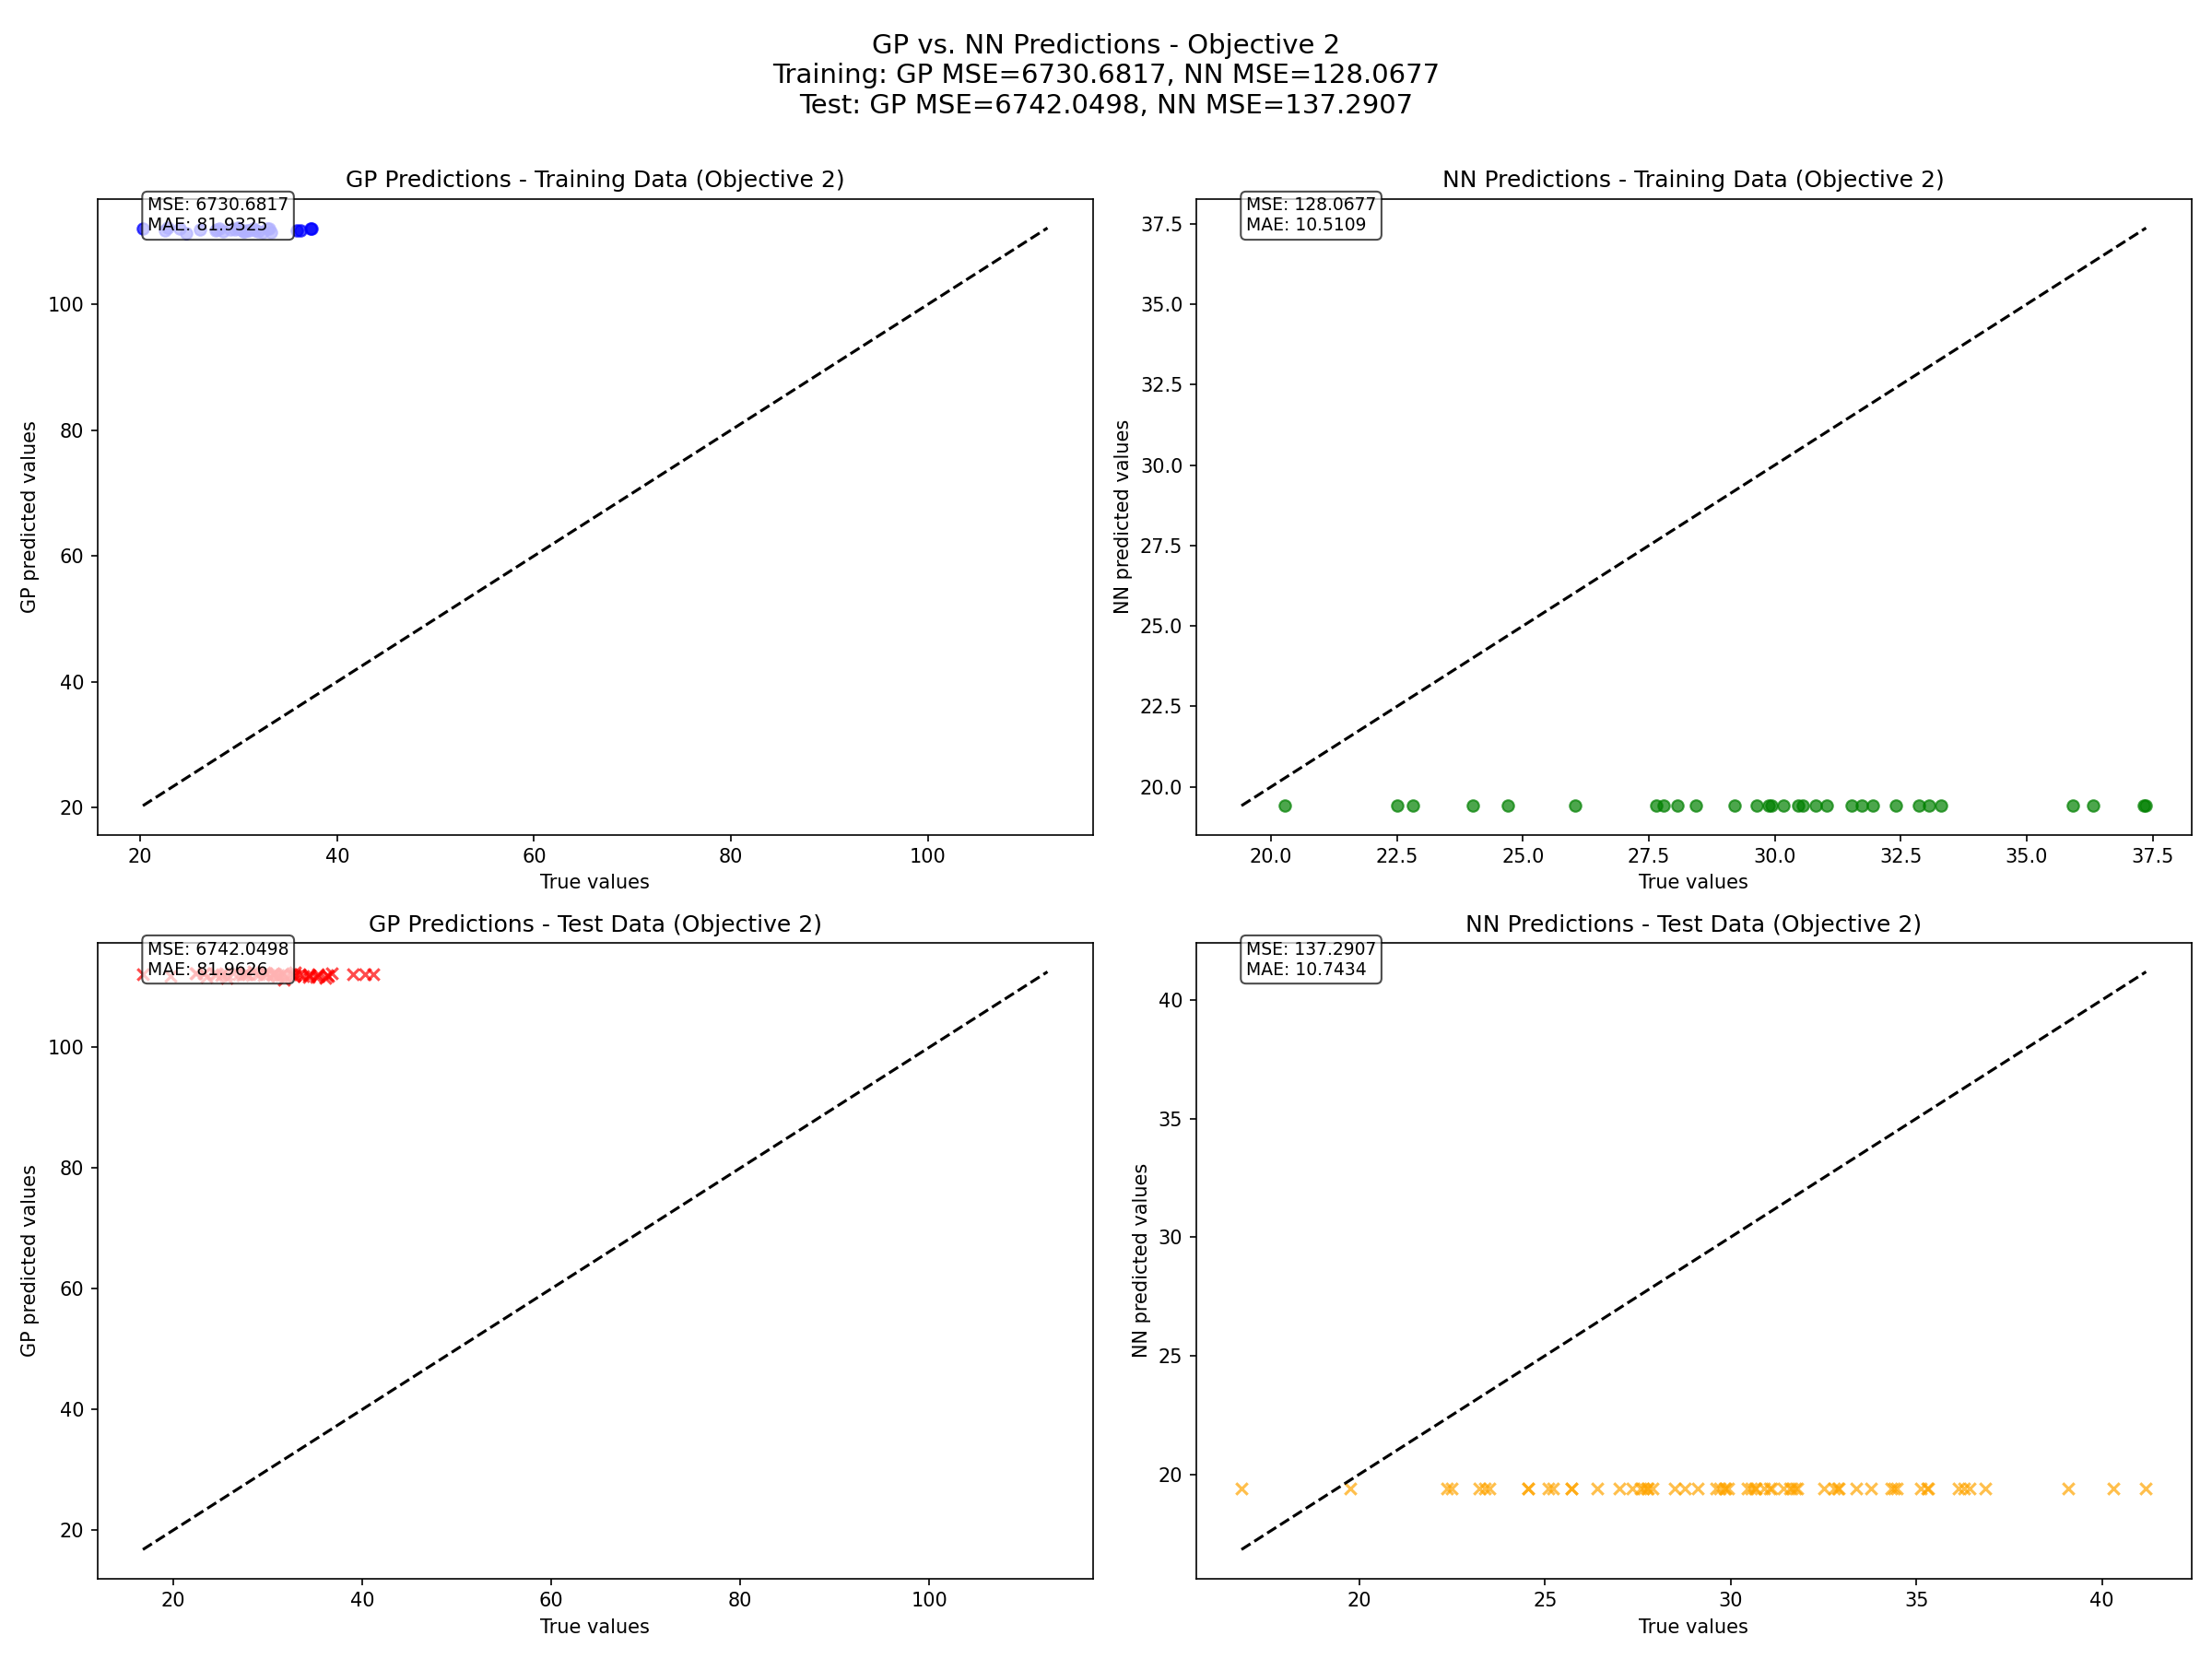 GP vs. NN Predictions - Objective 2
Training: GP MSE=6730.6817, NN MSE=128.0677
Test: GP MSE=6742.0498, NN MSE=137.2907
GP Predictions - Training Data (Objective 2)
MSE: 6730.6817
MAE: 81.9325
GP predicted values
100
80
60
40
20
20 40 60 80 100
True values
NN Predictions - Training Data (Objective 2)
MSE: 128.0677
MAE: 10.5109
NN predicted values
37.5
35.0
32.5
30.0
27.5
25.0
22.5
20.0
20.0 22.5 25.0 27.5 30.0 32.5 35.0 37.5
True values
GP Predictions - Test Data (Objective 2)
MSE: 6742.0498
MAE: 81.9626
GP predicted values
100
80
60
40
20
20 40 60 80 100
True values
NN Predictions - Test Data (Objective 2)
MSE: 137.2907
MAE: 10.7434
NN predicted values
40
35
30
25
20
20 25 30 35 40
True values